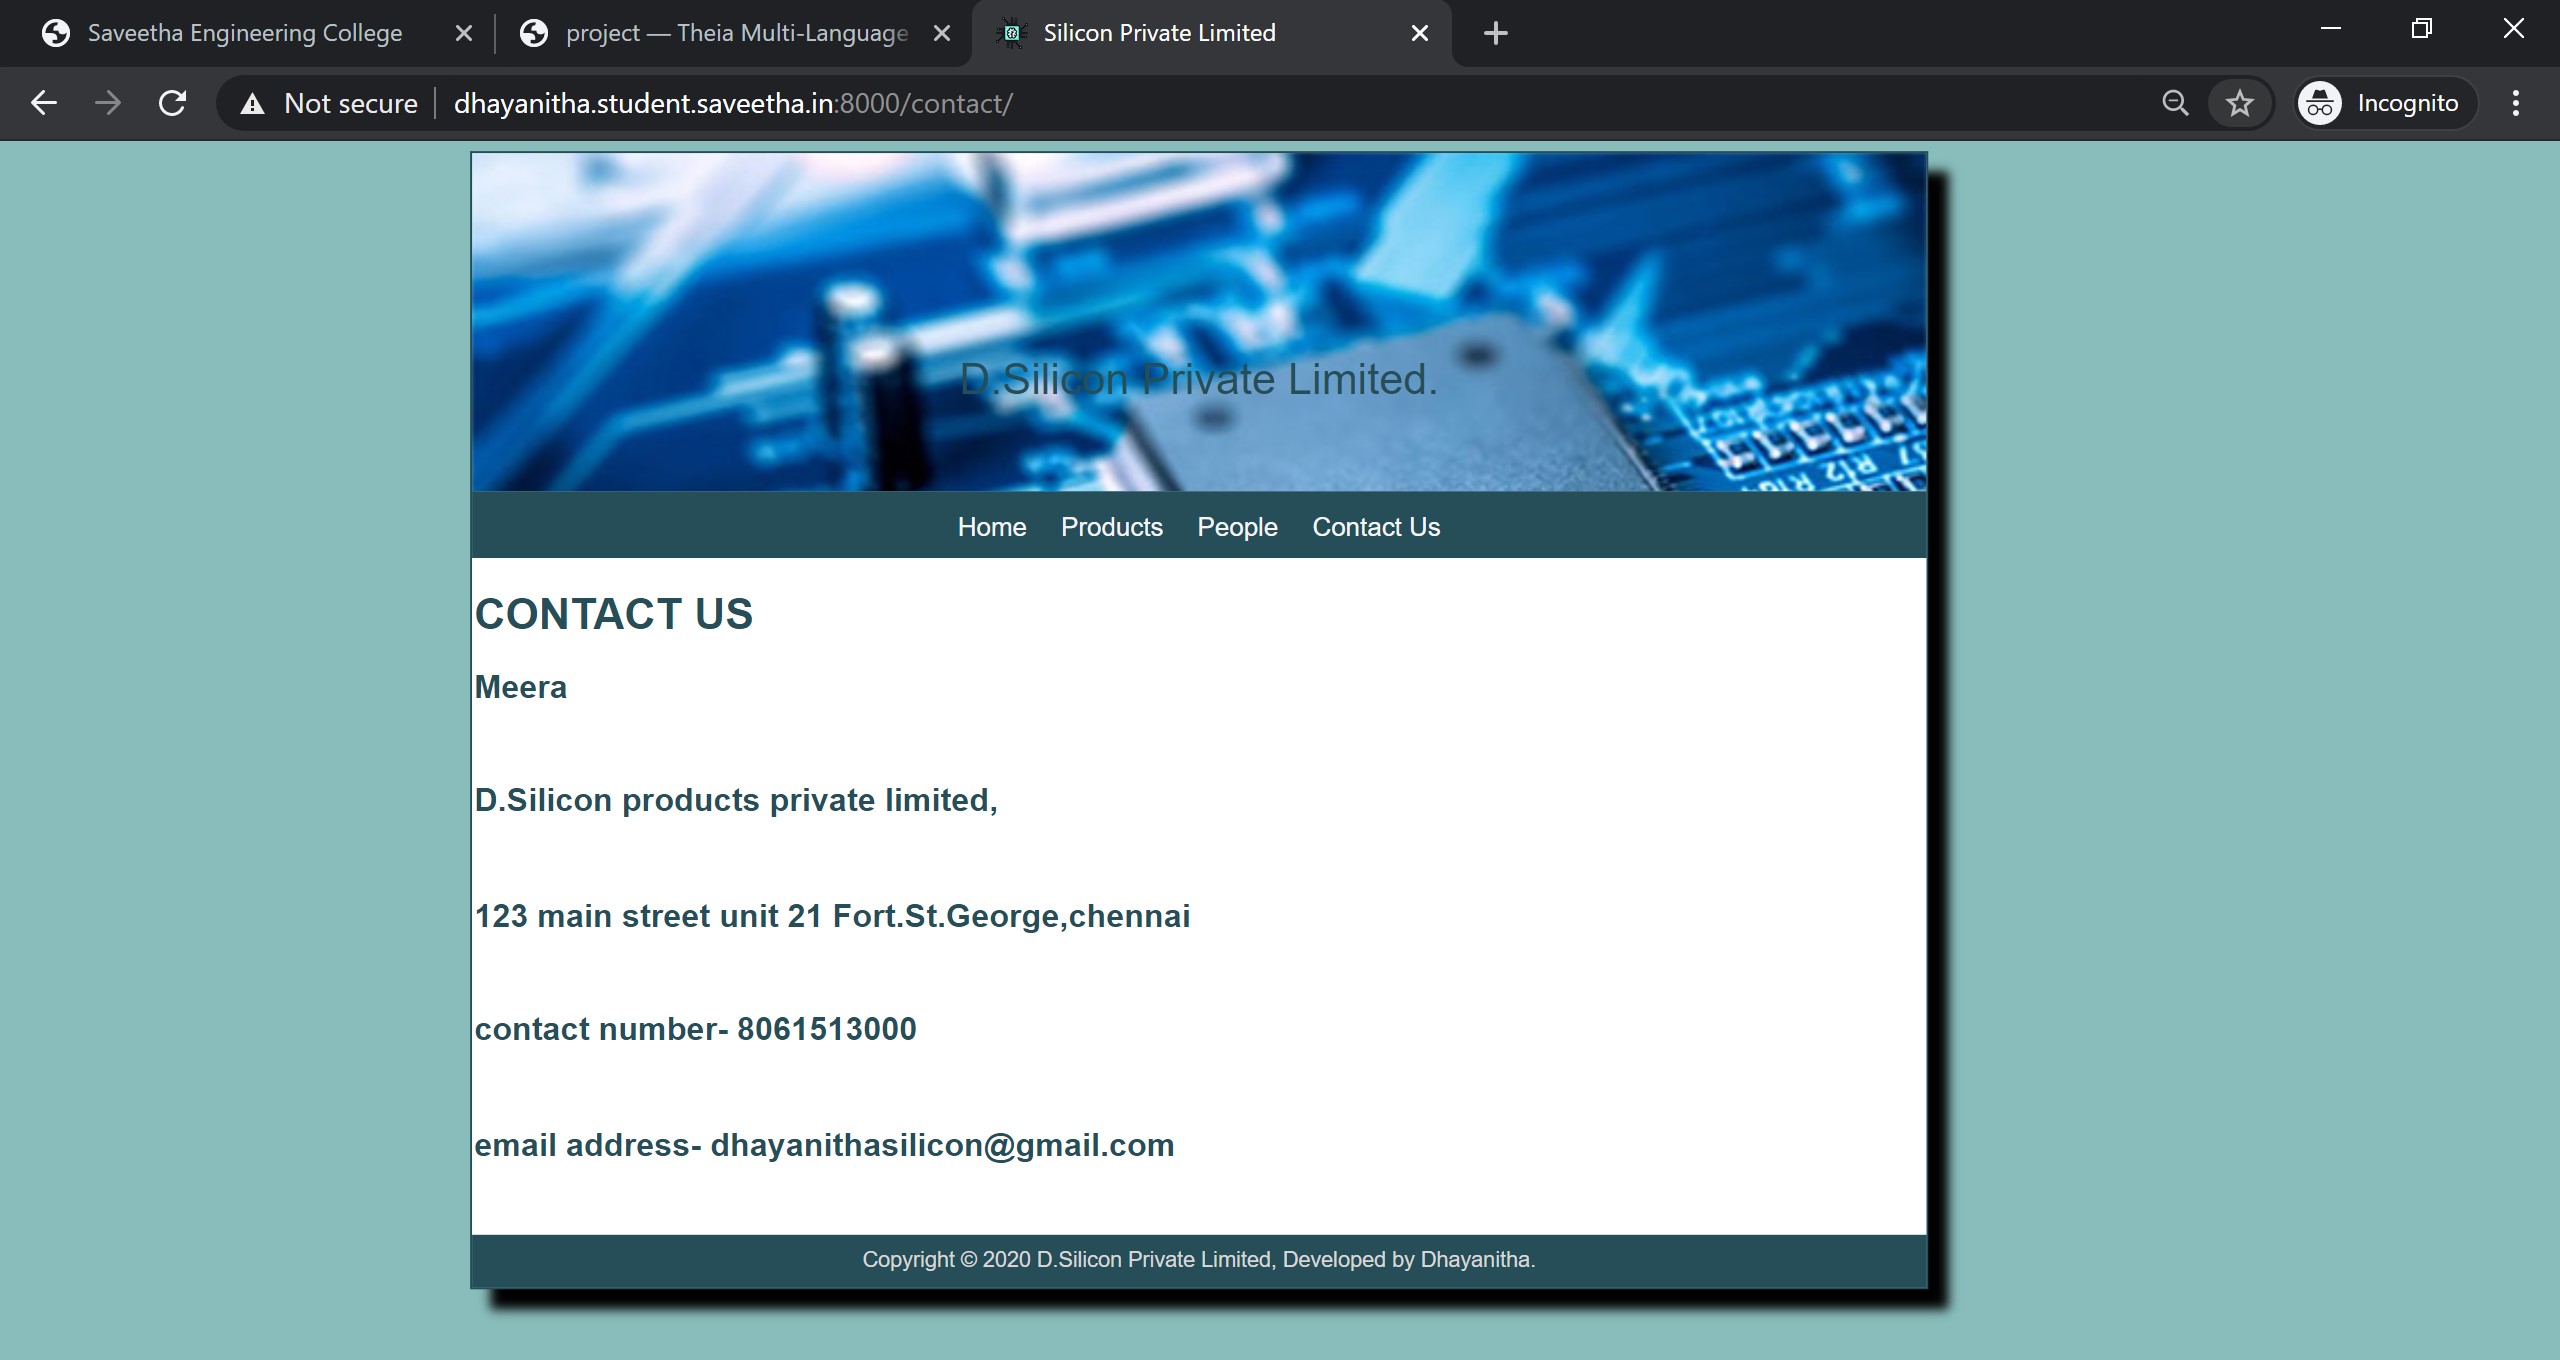 Saveetha Engineering College
project — Theia Multi-Language
Silicon Private Limited
Not secure
dhayanitha.student.saveetha.in:8000/contact/
Incognito
D.Silicon Private Limited.
R12
Home Products People Contact Us
CONTACT US
Meera
D.Silicon products private limited,
123 main street unit 21 Fort.St.George,chennai
contact number- 8061513000
email address- dhayanithasilicon@gmail.com
Copyright © 2020 D.Silicon Private Limited, Developed by Dhayanitha.